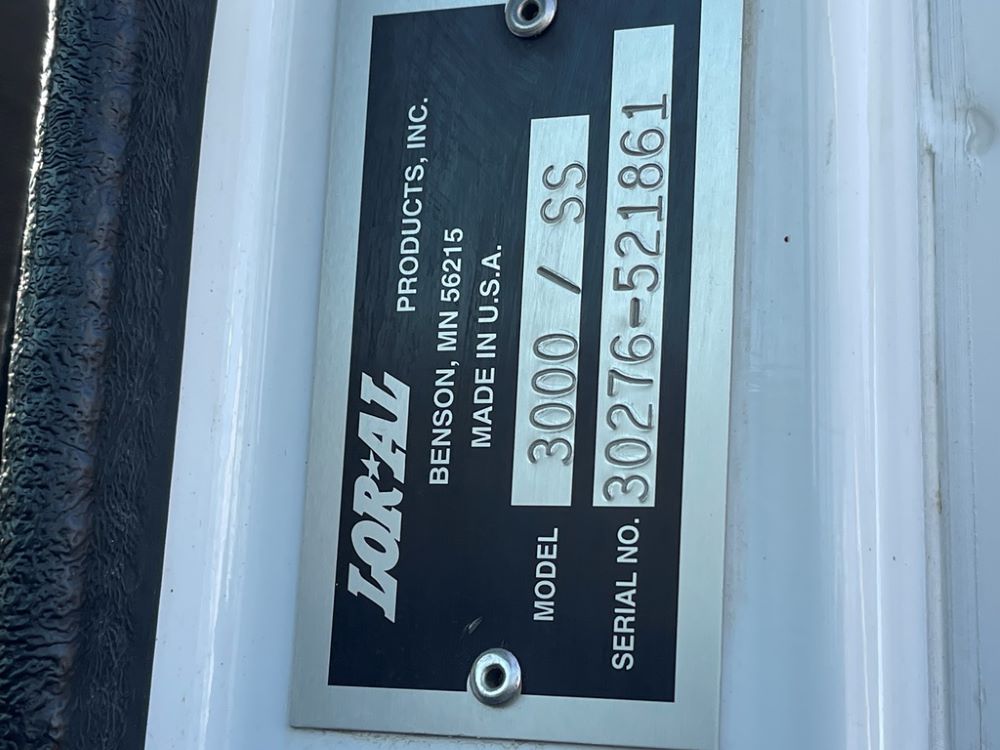 LOR★AL
PRODUCTS, INC.
BENSON, MN 56215
MADE IN U.S.A.
MODEL 3000 / SS
SERIAL NO. 30276-521861